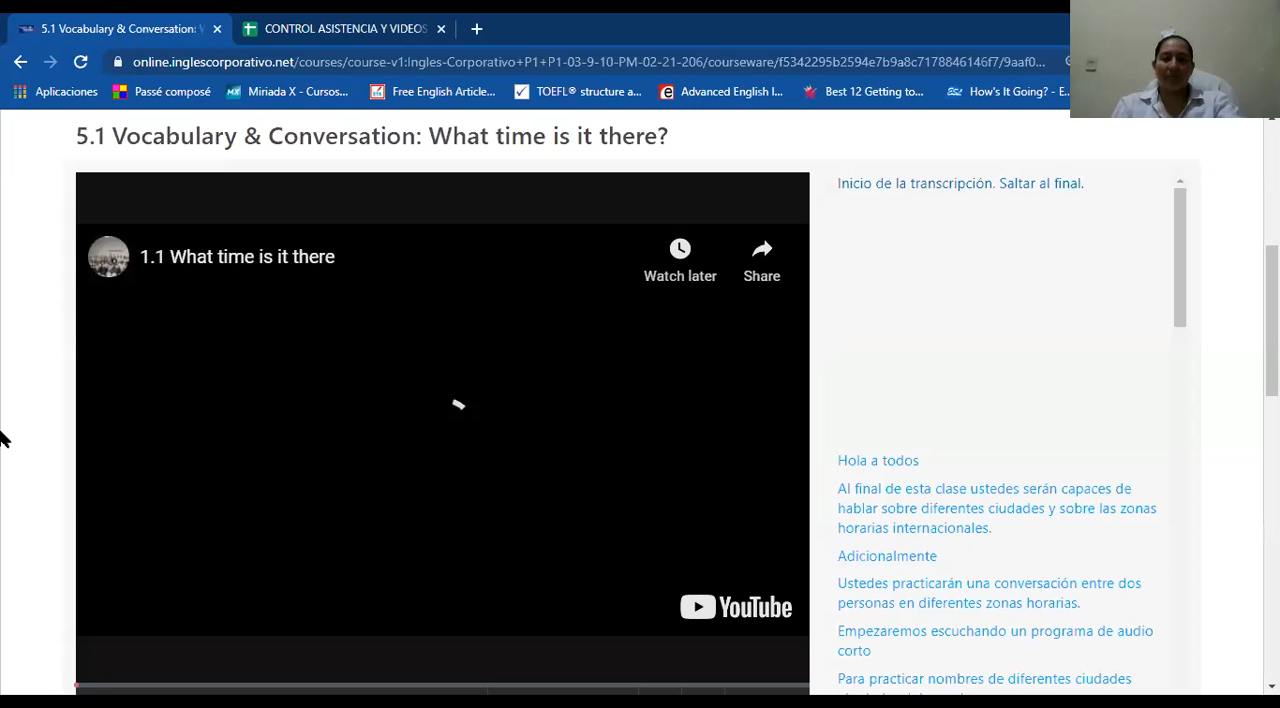 5.1 Vocabulary & Conversation: V
CONTROL ASISTENCIA Y VIDEOS
online.inglescorporativo.net/courses/course-v1:Ingles-Corporativo+P1+P1-03-9-10-PM-02-21-206/courseware/f5342295b2594e7b9a8c7178846146f7/9aaf0...
Aplicaciones
Passé composé
Miriada X - Cursos...
Free English Article...
TOEFL® structure a...
Advanced English l...
Best 12 Getting to...
How's It Going? - E...
5.1 Vocabulary & Conversation: What time is it there?
1.1 What time is it there
Watch later
Share
YouTube
Inicio de la transcripción. Saltar al final.
Hola a todos
Al final de esta clase ustedes serán capaces de
hablar sobre diferentes ciudades y sobre las zonas
horarias internacionales.
Adicionalmente
Ustedes practicarán una conversación entre dos
personas en diferentes zonas horarias.
Empezaremos escuchando un programa de audio
corto
Para practicar nombres de diferentes ciudades